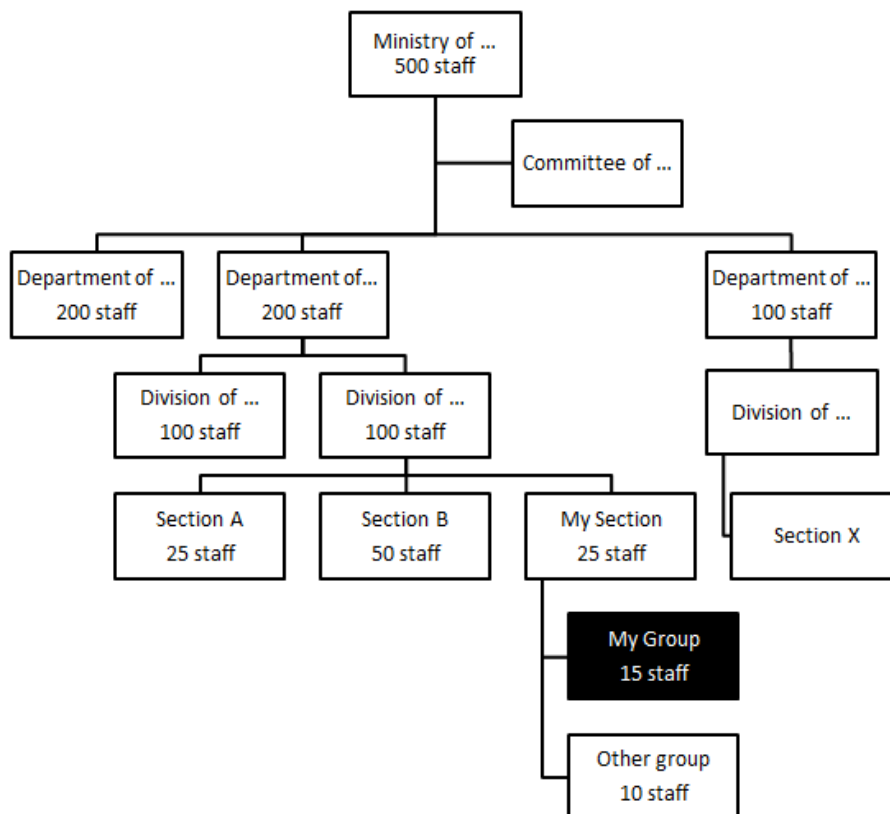 Ministry of ...
500 staff
Committee of ...
Department of ...
200 staff
Department of...
200 staff
Department of ...
100 staff
Division of ...
100 staff
Division of ...
100 staff
Division of ...
Section A
25 staff
Section B
50 staff
My Section
25 staff
Section X
My Group
15 staff
Other group
10 staff